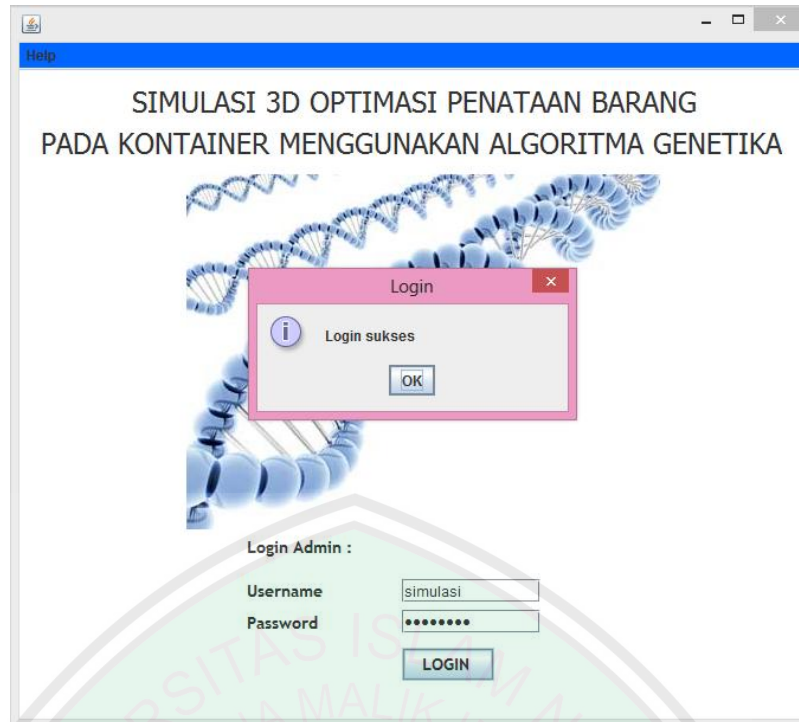 Help
SIMULASI 3D OPTIMASI PENATAAN BARANG
PADA KONTAINER MENGGUNAKAN ALGORITMA GENETIKA
Login
Login sukses
OK
Login Admin :
Username simulasi
Password ••••••••
LOGIN